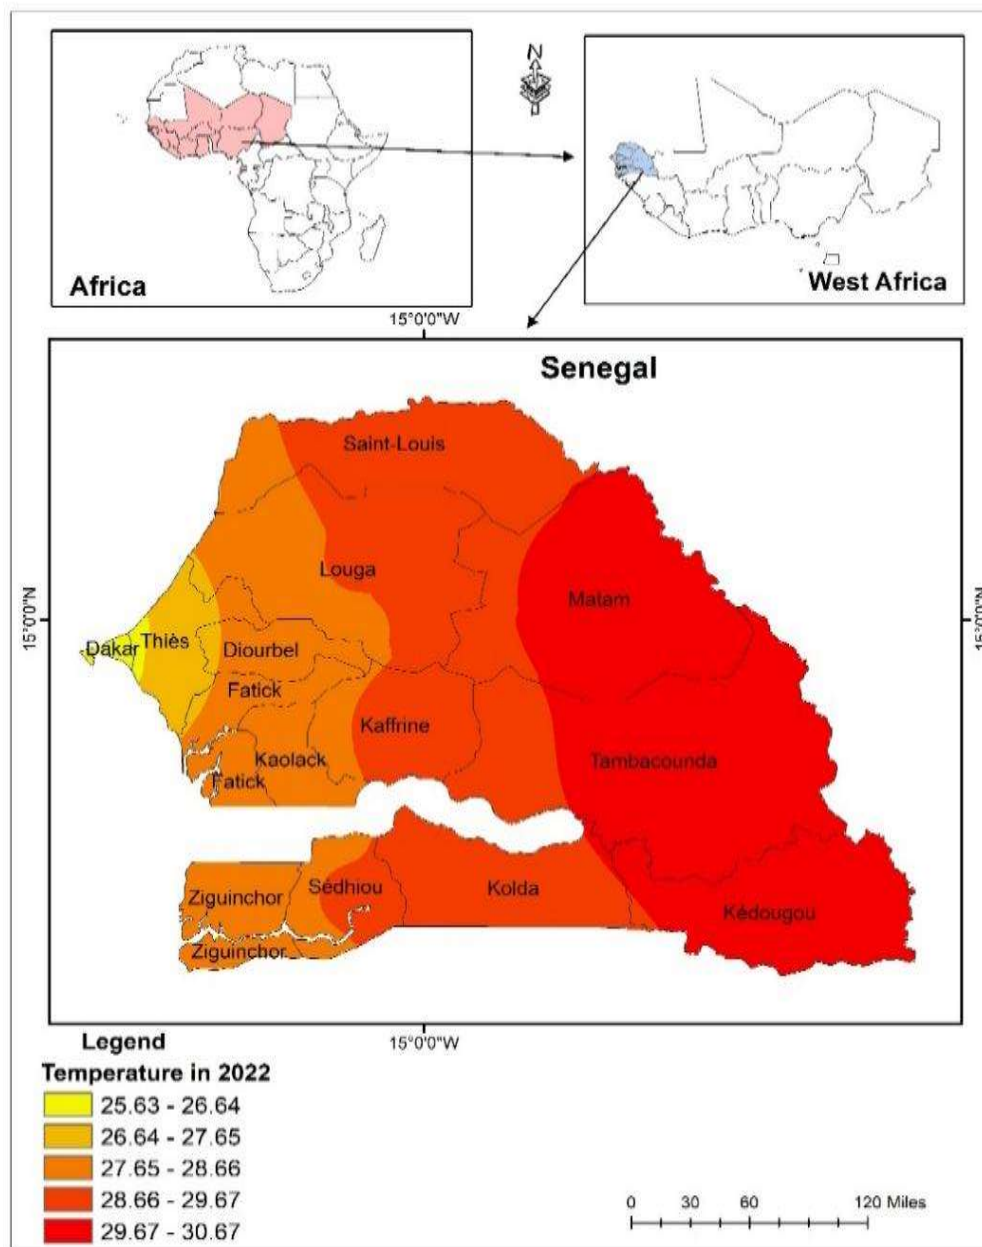 N
Africa
West Africa
15°0'0"W
Senegal
Saint-Louis
Louga
Matam
15°0'0"N
15°0'0"N
Dakar
Thiès
Diourbel
Fatick
Kaffrine
Kaolack
Tambacounda
Fatick
Sédhiou
Kolda
Ziguinchor
Kédougou
Ziguinchor
15°0'0"W
Legend
Temperature in 2022
25.63 - 26.64
26.64 - 27.65
27.65 - 28.66
28.66 - 29.67
29.67 - 30.67
0 30 60 120 Miles